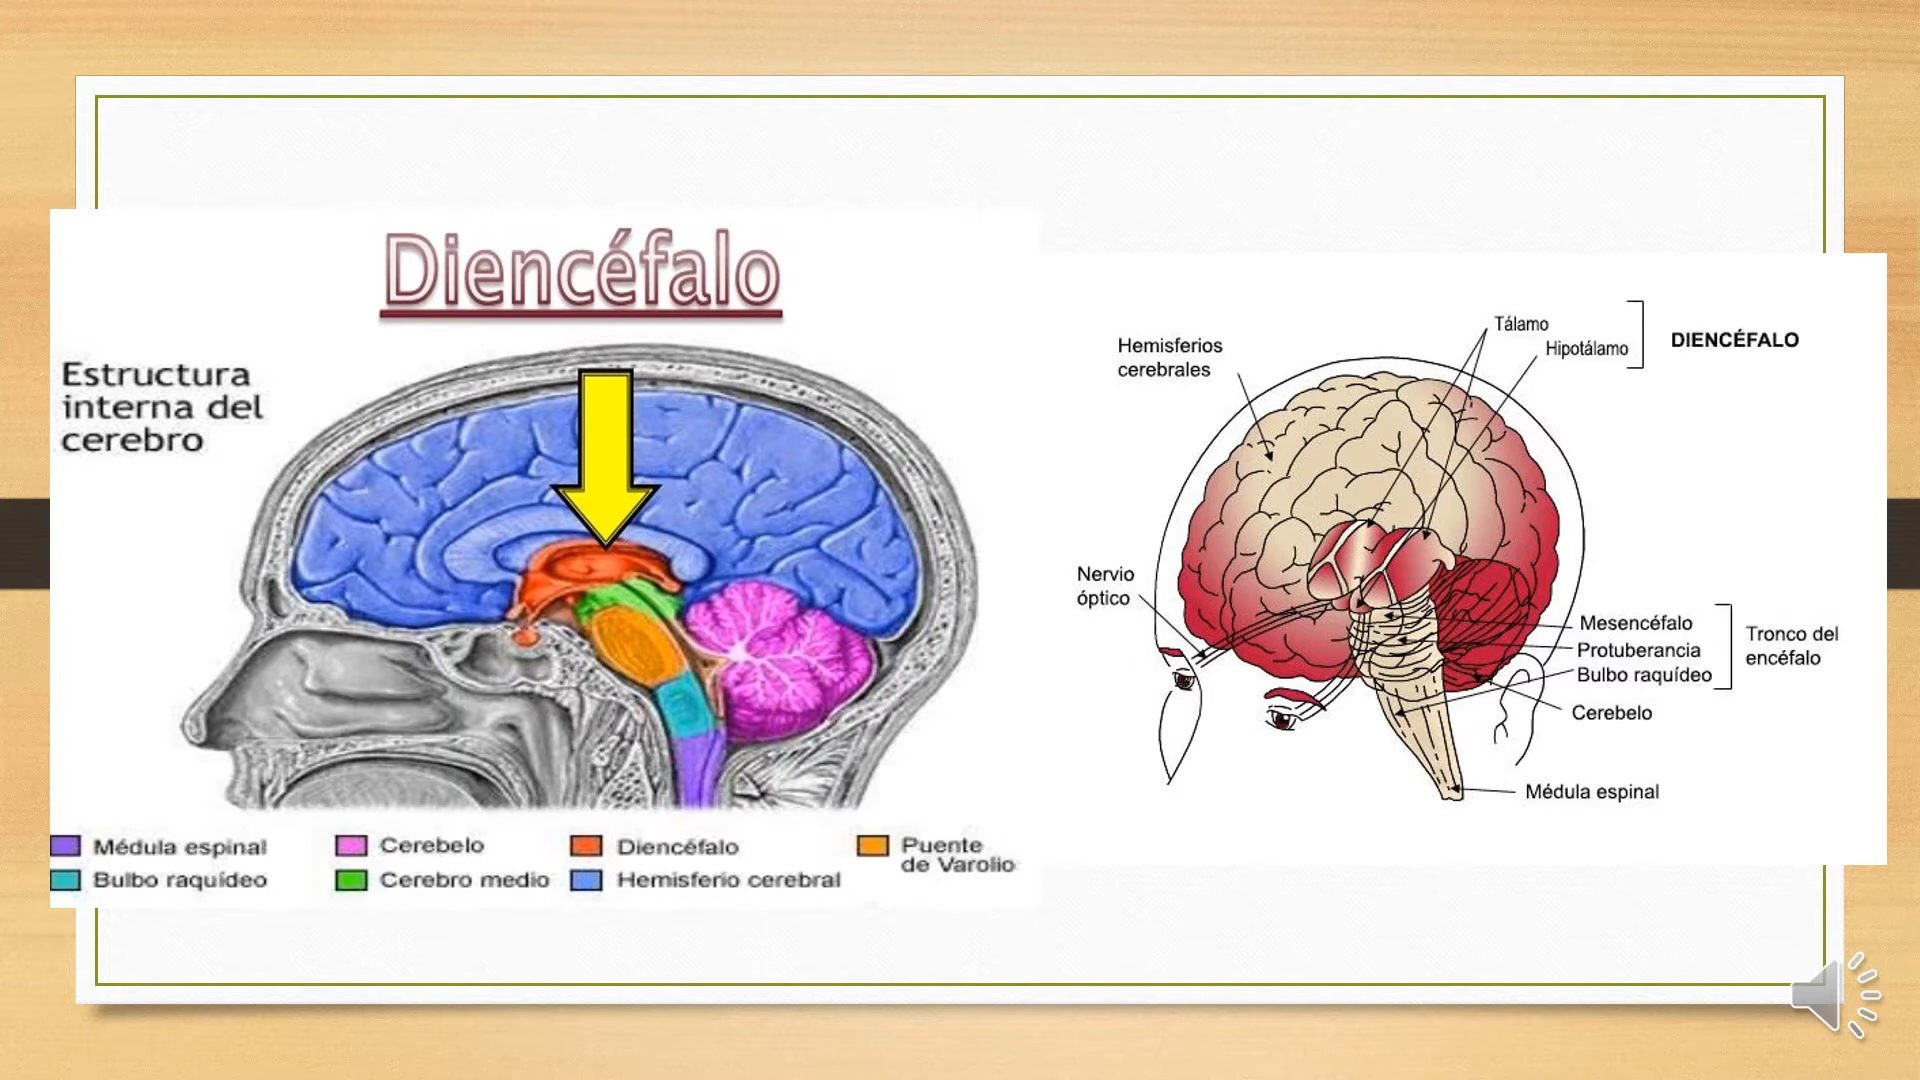 Diencéfalo
Estructura
interna del
cerebro
Médula espinal
Cerebelo
Diencéfalo
Puente
de Varolio
Bulbo raquídeo
Cerebro medio
Hemisferio cerebral
Tálamo
Hipotálamo
DIENCÉFALO
Hemisferios
cerebrales
Nervio
óptico
Mesencéfalo
Protuberancia
Bulbo raquídeo
Tronco del
encéfalo
Cerebelo
Médula espinal